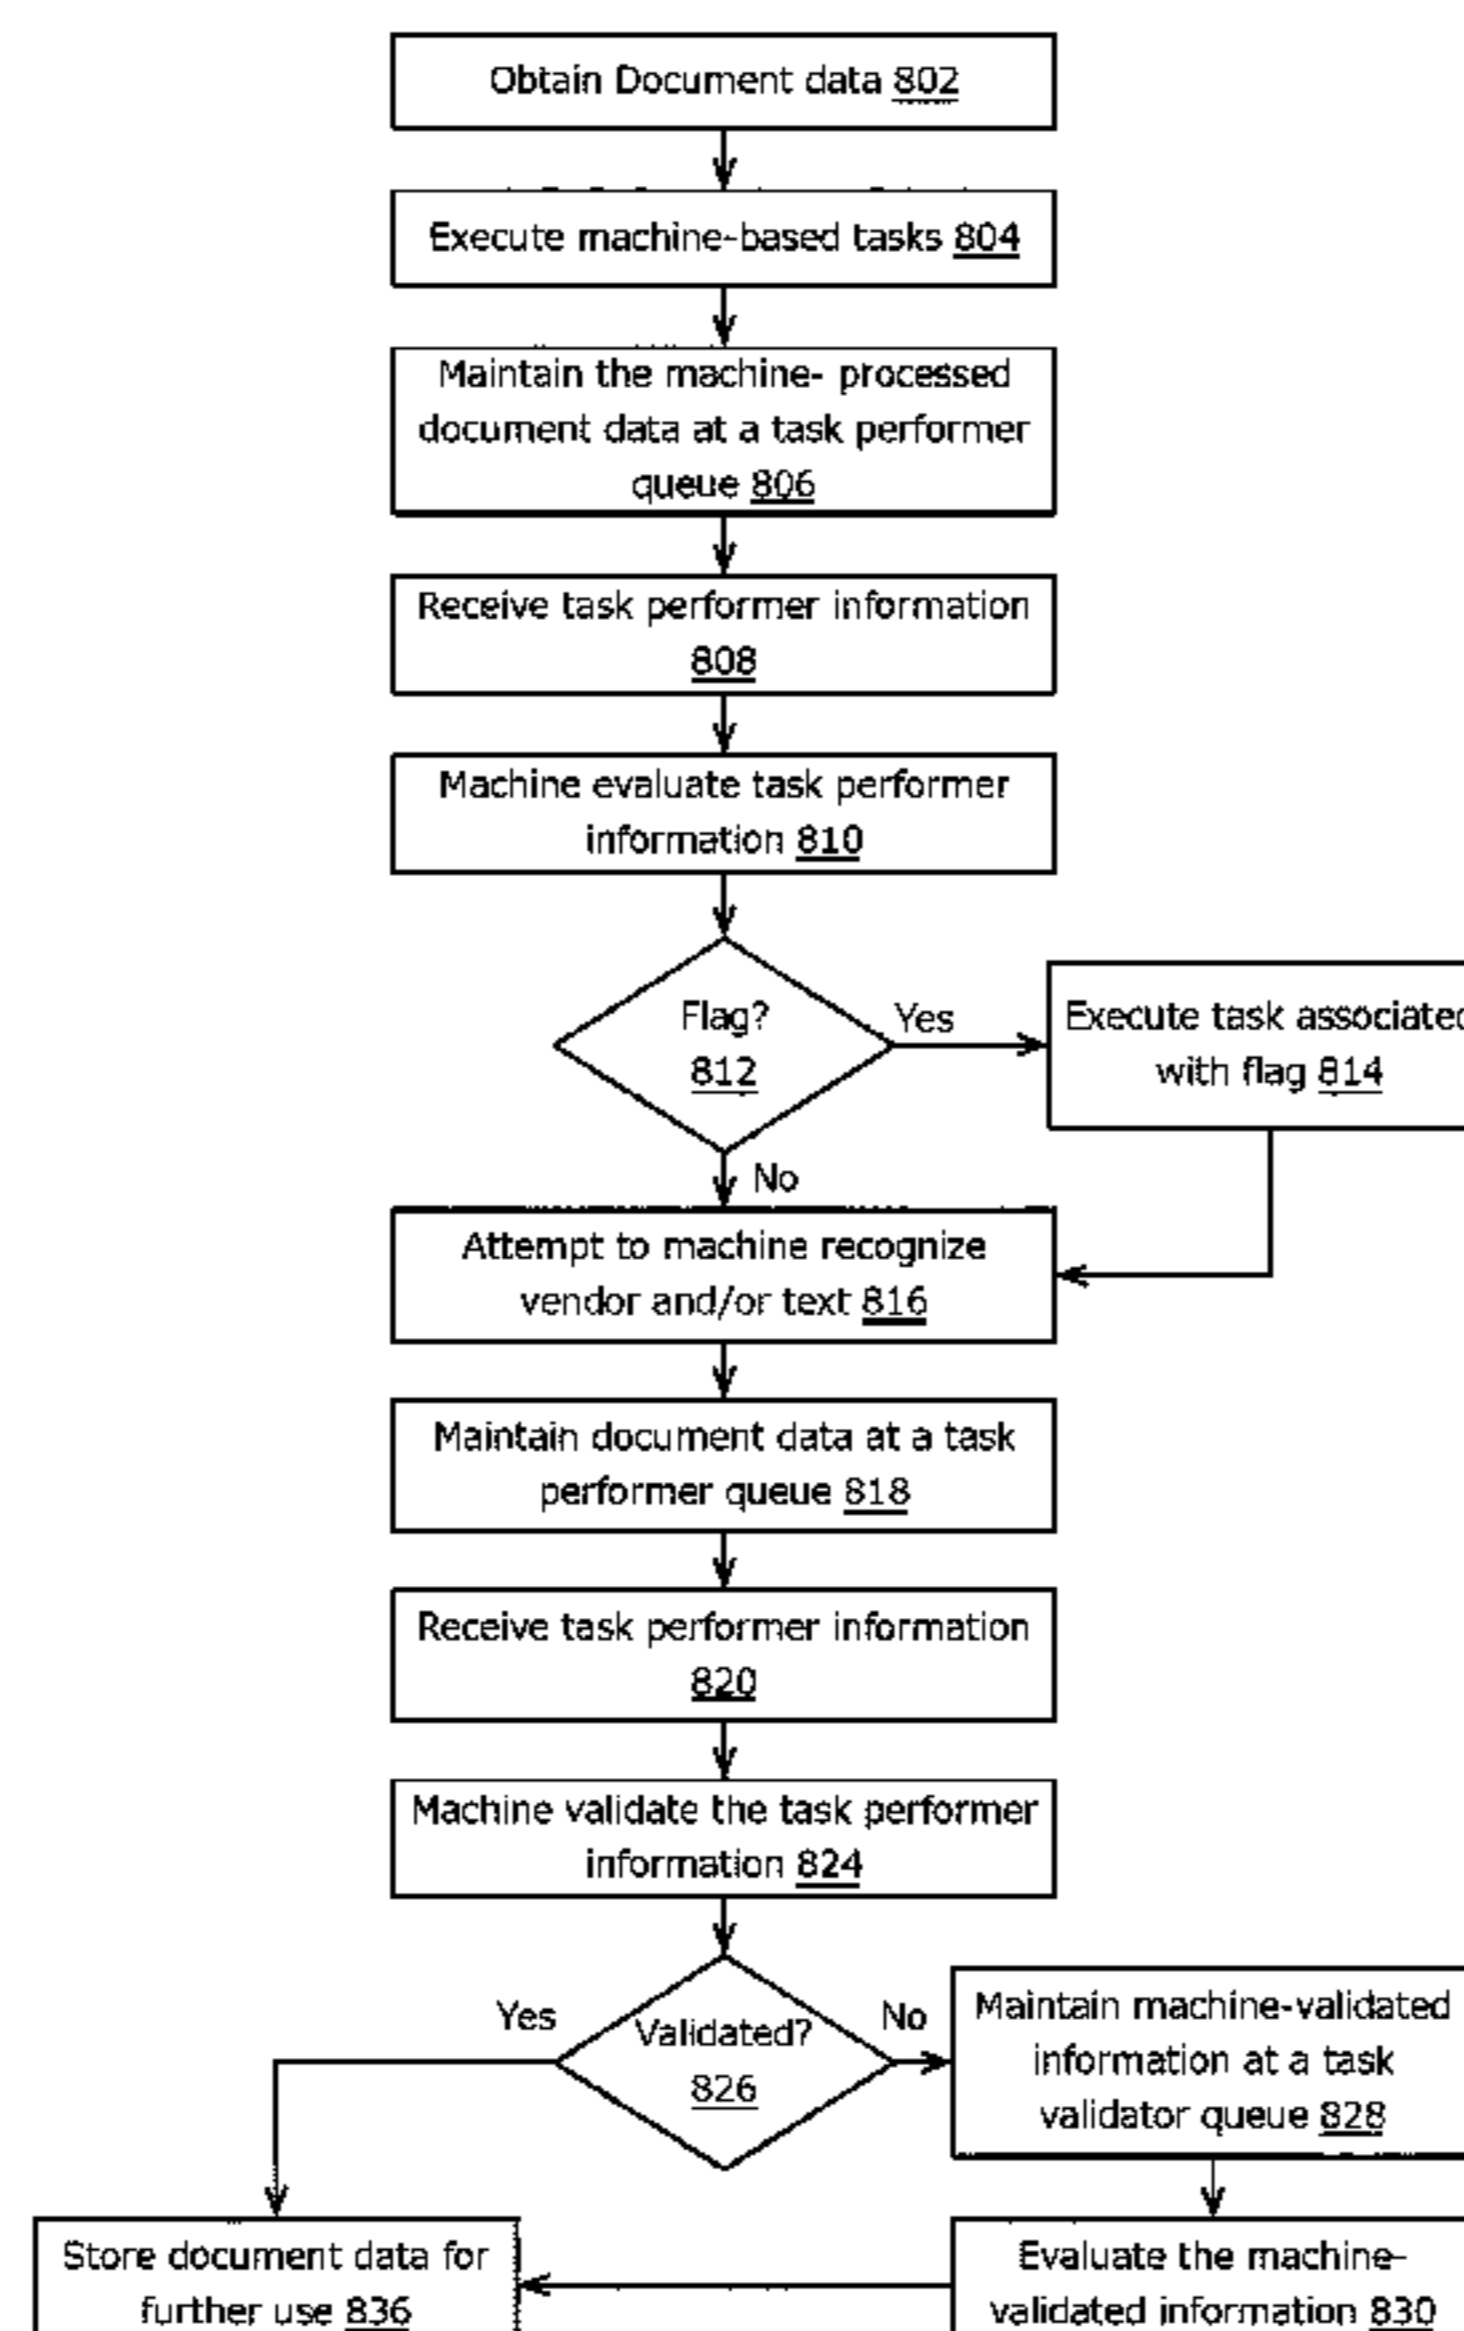 Obtain Document data 802
Execute machine-based tasks 804
Maintain the machine- processed
document data at a task performer
queue 806
Receive task performer information
808
Machine evaluate task performer
information 810
Flag?
812
Yes
Execute task associated
with flag 814
No
Attempt to machine recognize
vendor and/or text 816
Maintain document data at a task
performer queue 818
Receive task performer information
820
Machine validate the task performer
information 824
Yes
Validated?
826
No
Maintain machine-validated
information at a task
validator queue 828
Store document data for
further use 836
Evaluate the machine-
validated information 830